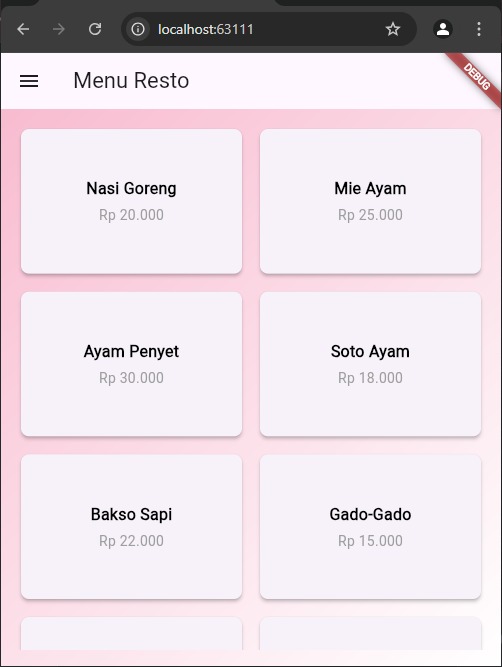 localhost:63111
Menu Resto
DEBUG
Nasi Goreng
Rp 20.000
Mie Ayam
Rp 25.000
Ayam Penyet
Rp 30.000
Soto Ayam
Rp 18.000
Bakso Sapi
Rp 22.000
Gado-Gado
Rp 15.000